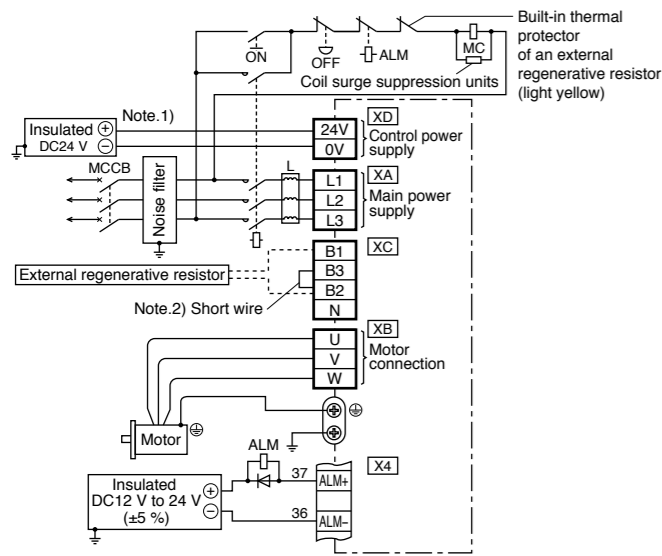 Built-in thermal
protector
of an external
regenerative resistor
(light yellow)
ON
OFF
ALM
MC
Coil surge suppression units
Note.1)
Insulated ⊕
DC24 V ⊖
XD
24V
0V
Control power
supply
MCCB
Noise filter
L
XA
L1
L2
L3
Main power
supply
XC
B1
B3
B2
N
External regenerative resistor
Note.2) Short wire
XB
U
V
W
Motor
connection
Motor
X4
ALM
Insulated
DC12 V to 24 V
(±5 %)
⊕
⊖
37
ALM+
36
ALM−